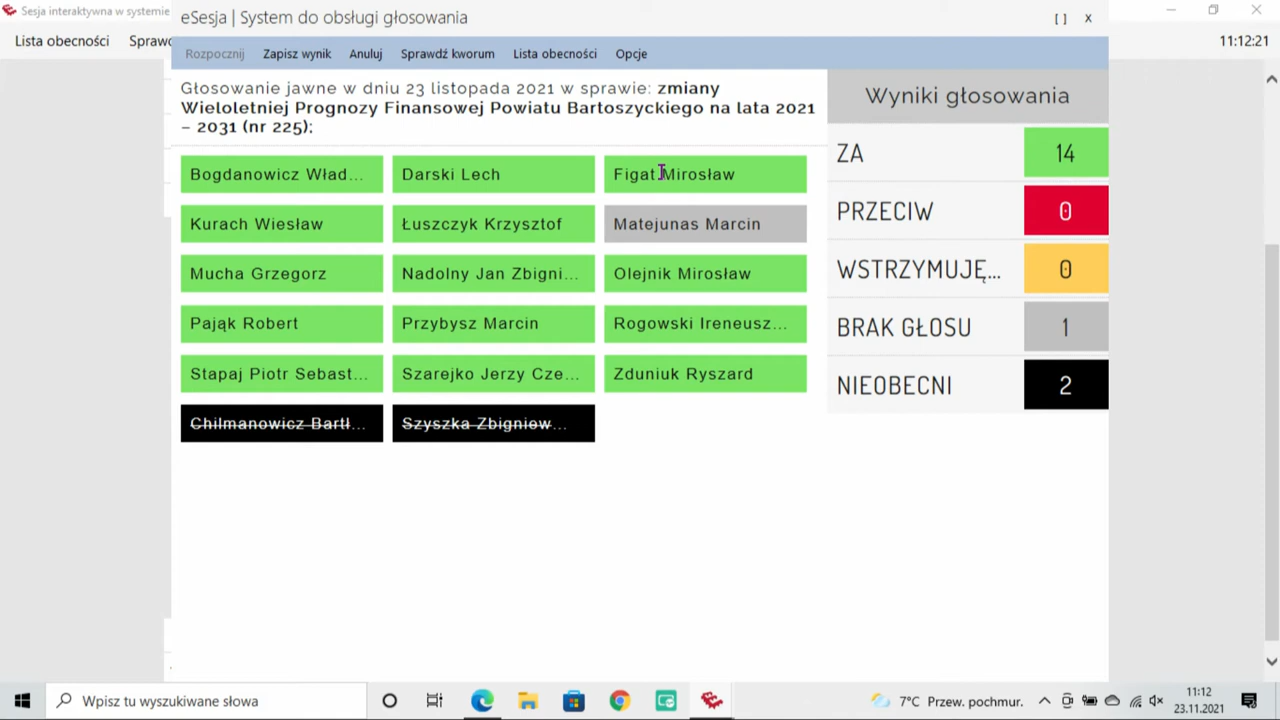 Sesja interaktywna w systemie
Lista obecności
11:12:21
eSesja | System do obsługi głosowania
[ ] X
Rozpocznij Zapisz wynik Anuluj Sprawdź kworum Lista obecności Opcje
Głosowanie jawne w dniu 23 listopada 2021 w sprawie: zmiany
Wieloletniej Prognozy Finansowej Powiatu Bartoszyckiego na lata 2021
– 2031 (nr 225);
Bogdanowicz Wład... Darski Lech Figat Mirosław
Kurach Wiesław Łuszczyk Krzysztof Matejunas Marcin
Mucha Grzegorz Nadolny Jan Zbigni... Olejnik Mirosław
Pająk Robert Przybysz Marcin Rogowski Ireneusz...
Stapaj Piotr Sebast... Szarejko Jerzy Cze... Zduniuk Ryszard
Chilmanowicz Bartł... Szyszka Zbigniew...
Wyniki głosowania
ZA 14
PRZECIW 0
WSTRZYMUJĘ... 0
BRAK GŁOSU 1
NIEOBECNI 2
Wpisz tu wyszukiwane słowa
7°C Przew. pochmur.
11:12
23.11.2021